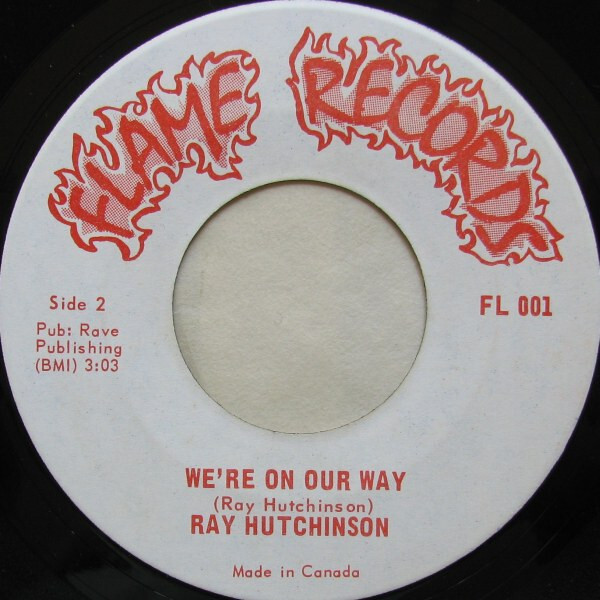 FLAME RECORDS
Side 2
FL 001
Pub: Rave
Publishing
(BMI) 3:03
WE'RE ON OUR WAY
(Ray Hutchinson)
RAY HUTCHINSON
Made in Canada